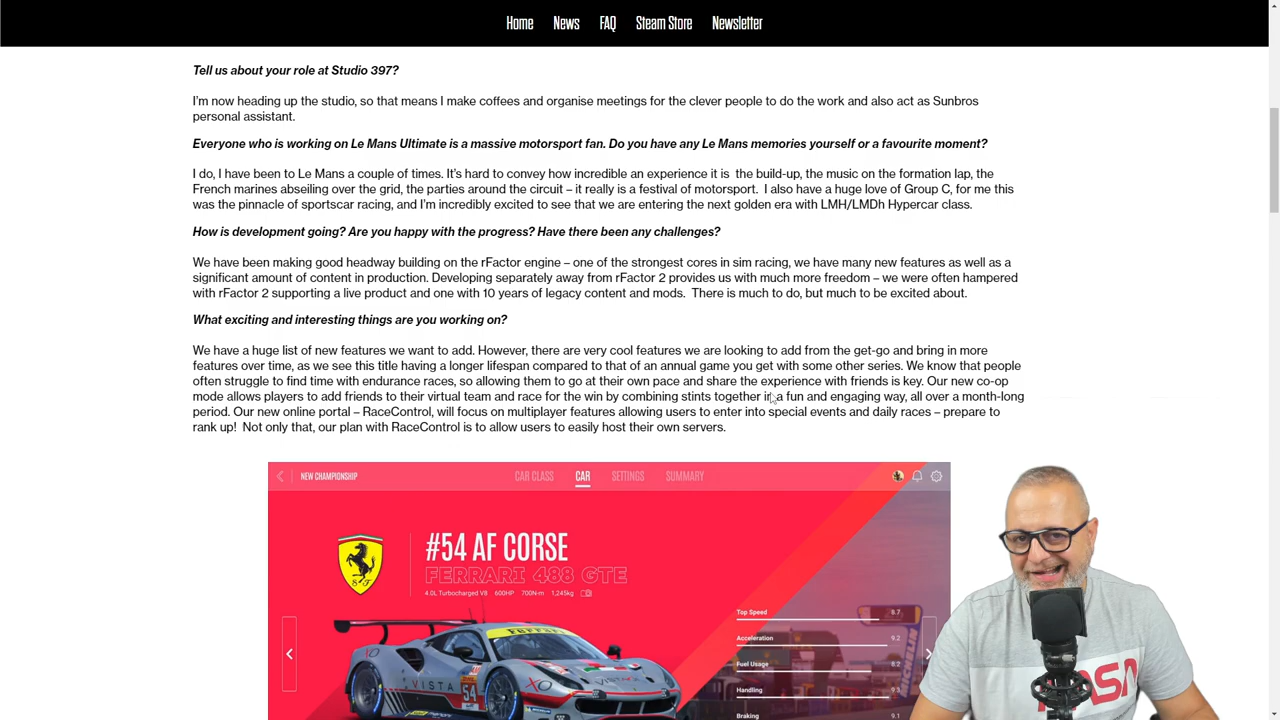 Home News FAQ Steam Store Newsletter
Tell us about your role at Studio 397?
I'm now heading up the studio, so that means I make coffees and organise meetings for the clever people to do the work and also act as Sunbros
personal assistant.
Everyone who is working on Le Mans Ultimate is a massive motorsport fan. Do you have any Le Mans memories yourself or a favourite moment?
I do, I have been to Le Mans a couple of times. It's hard to convey how incredible an experience it is the build-up, the music on the formation lap, the
French marines abseiling over the grid, the parties around the circuit – it really is a festival of motorsport. I also have a huge love of Group C, for me this
was the pinnacle of sportscar racing, and I'm incredibly excited to see that we are entering the next golden era with LMH/LMDh Hypercar class.
How is development going? Are you happy with the progress? Have there been any challenges?
We have been making good headway building on the rFactor engine – one of the strongest cores in sim racing, we have many new features as well as a
significant amount of content in production. Developing separately away from rFactor 2 provides us with much more freedom – we were often hampered
with rFactor 2 supporting a live product and one with 10 years of legacy content and mods. There is much to do, but much to be excited about.
What exciting and interesting things are you working on?
We have a huge list of new features we want to add. However, there are very cool features we are looking to add from the get-go and bring in more
features over time, as we see this title having a longer lifespan compared to that of an annual game you get with some other series. We know that people
often struggle to find time with endurance races, so allowing them to go at their own pace and share the experience with friends is key. Our new co-op
mode allows players to add friends to their virtual team and race for the win by combining stints together in a fun and engaging way, all over a month-long
period. Our new online portal – RaceControl, will focus on multiplayer features allowing users to enter into special events and daily races – prepare to
rank up! Not only that, our plan with RaceControl is to allow users to easily host their own servers.
NEW CHAMPIONSHIP CAR CLASS CAR SETTINGS SUMMARY
#54 AF CORSE
FERRARI 488 GTE
4.0L Turbocharged V8 600HP 700N-m 1,245kg
Top Speed 8.7
Acceleration 9.2
Fuel Usage 8.2
Handling 9.3
Braking 9.1
FERRARI
VISTA
54
XO